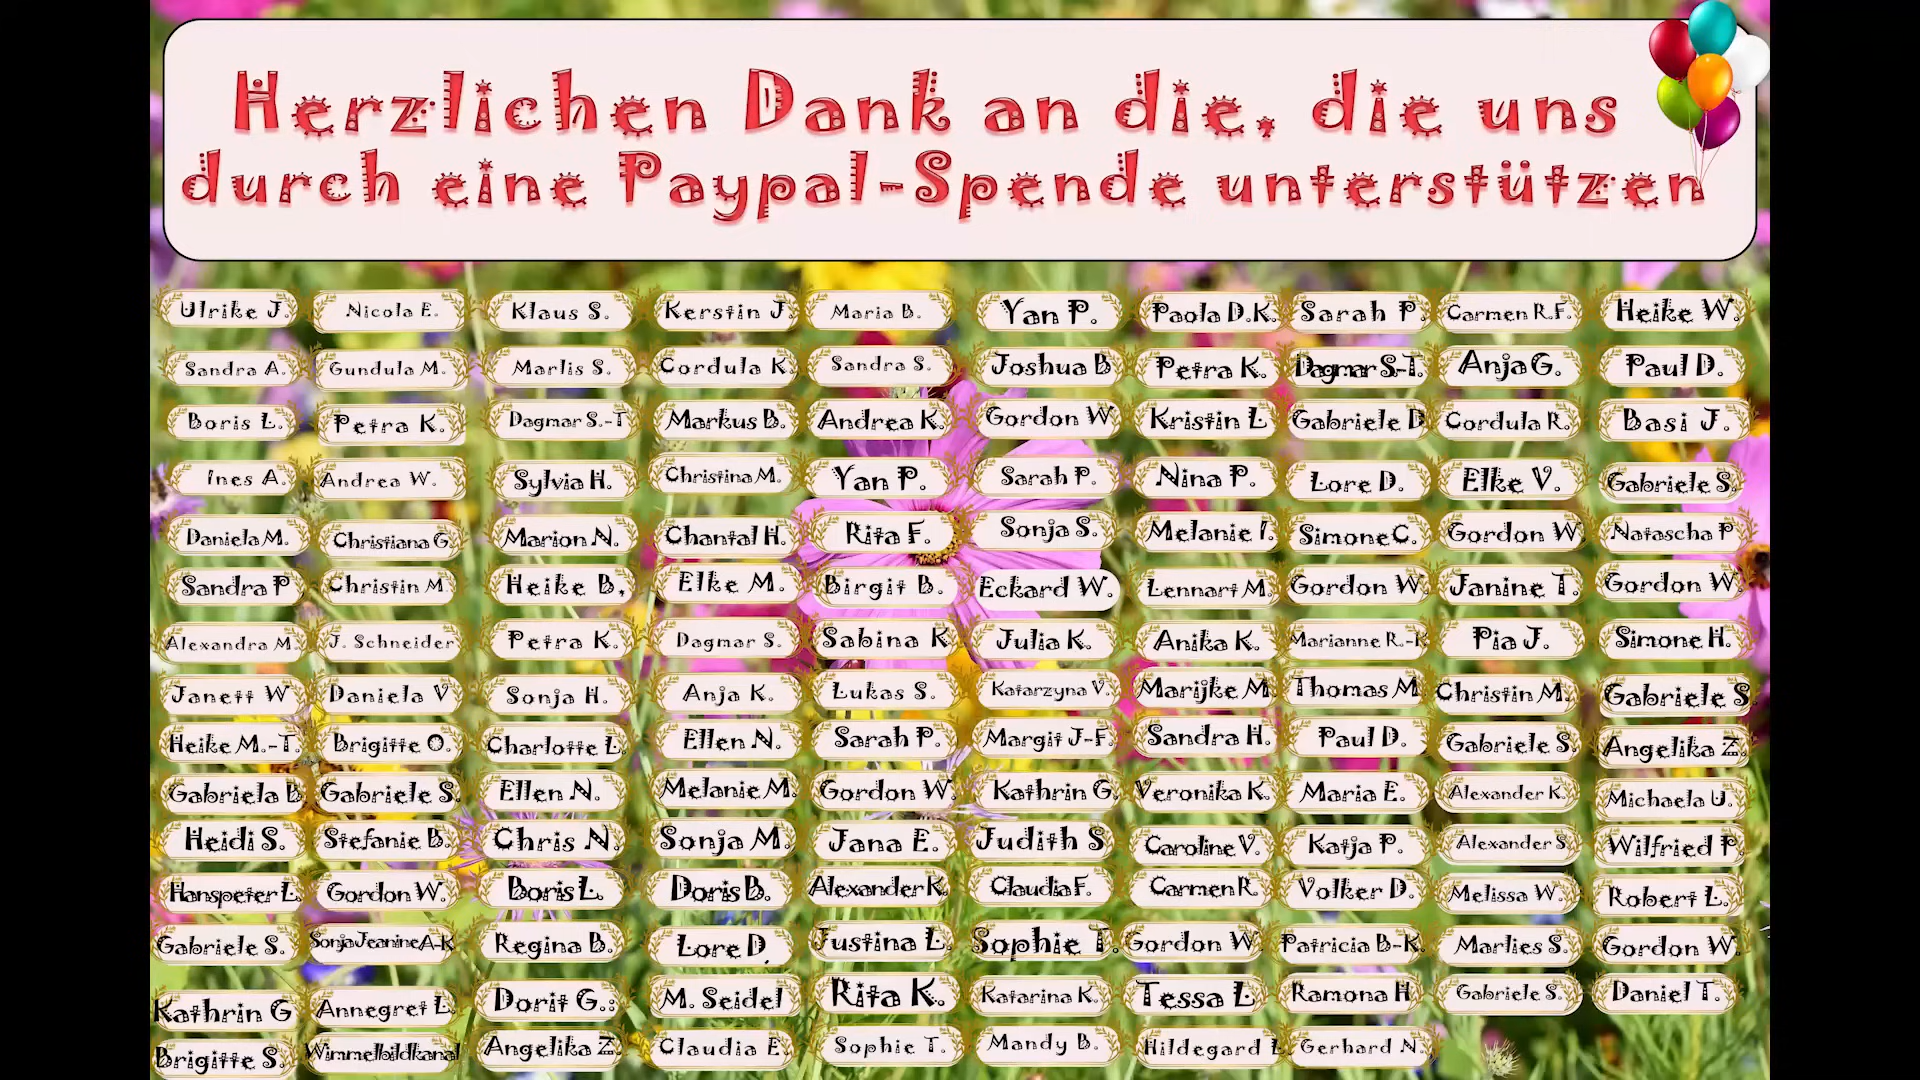 Herzlichen Dank an die, die uns
durch eine Paypal-Spende unterstützen
Ulrike J. Nicola E. Klaus S. Kerstin J. Maria B. Yan P. Paola D.K. Sarah P. Carmen R.F. Heike W.
Sandra A. Gundula M. Marlis S. Cordula K. Sandra S. Joshua B Petra K. Dagmar S.-T. Anja G. Paul D.
Boris L. Petra K. Dagmar S.-T Markus B. Andrea K. Gordon W Kristin L Gabriele D Cordula R. Basi J.
Ines A. Andrea W. Sylvia H. Christina M. Yan P. Sarah P. Nina P. Lore D. Elke V. Gabriele S.
Daniela M. Christiana G Marion N. Chantal H. Rita F. Sonja S. Melanie I. Simone C. Gordon W Natascha P
Sandra P Christin M. Heike B, Elke M. Birgit B. Eckard W. Lennart M. Gordon W. Janine T. Gordon W.
Alexandra M. J. Schneider Petra K. Dagmar S. Sabina K Julia K. Anika K. Marianne R.-K Pia J. Simone H.
Janett W Daniela V Sonja H. Anja K. Lukas S. Katarzyna V. Marijke M Thomas M Christin M. Gabriele S.
Heike M.-T. Brigitte O. Charlotte L. Ellen N. Sarah P. Margit J-F. Sandra H. Paul D. Gabriele S. Angelika Z.
Gabriela B Gabriele S. Ellen N. Melanie M. Gordon W. Kathrin G. Veronika K. Maria E. Alexander K. Michaela U.
Heidi S. Stefanie B. Chris N. Sonja M. Jana E. Judith S Caroline V. Katja P. Alexander S. Wilfried P
Hanspeter L. Gordon W. Boris L. Doris B. Alexander K. Claudia F. Carmen R. Volker D. Melissa W. Robert L.
Gabriele S. Sonja Jeanine A-K Regina B. Lore D. Justina L. Sophie T. Gordon W. Patricia B-K. Marlies S. Gordon W.
Kathrin G Annegret L. Dorit G.: M. Seidel Rita K. Katarina K. Tessa L Ramona H Gabriele S. Daniel T.
Brigitte S. Wimmelbildkanal Angelika Z. Claudia E. Sophie T. Mandy B. Hildegard L. Gerhard N.